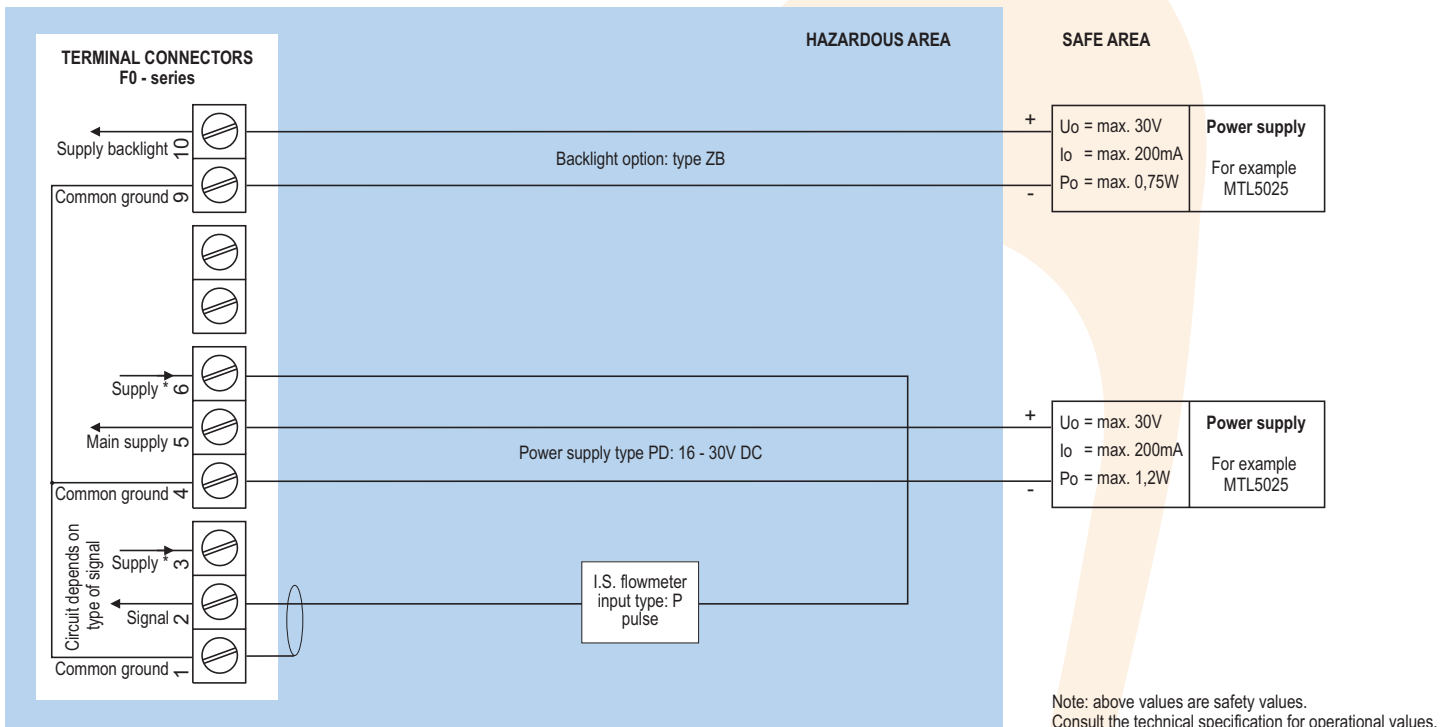 HAZARDOUS AREA
SAFE AREA
TERMINAL CONNECTORS
F0 - series
Supply backlight 10
Common ground 9
Backlight option: type ZB
+
-
Uo = max. 30V
Io = max. 200mA
Po = max. 0,75W
Power supply
For example
MTL5025
Supply * 6
Main supply 5
Common ground 4
Power supply type PD: 16 - 30V DC
+
-
Uo = max. 30V
Io = max. 200mA
Po = max. 1,2W
Power supply
For example
MTL5025
Circuit depends on
type of signal
Supply * 3
Signal 2
Common ground 1
I.S. flowmeter
input type: P
pulse
Note: above values are safety values.
Consult the technical specification for operational values.